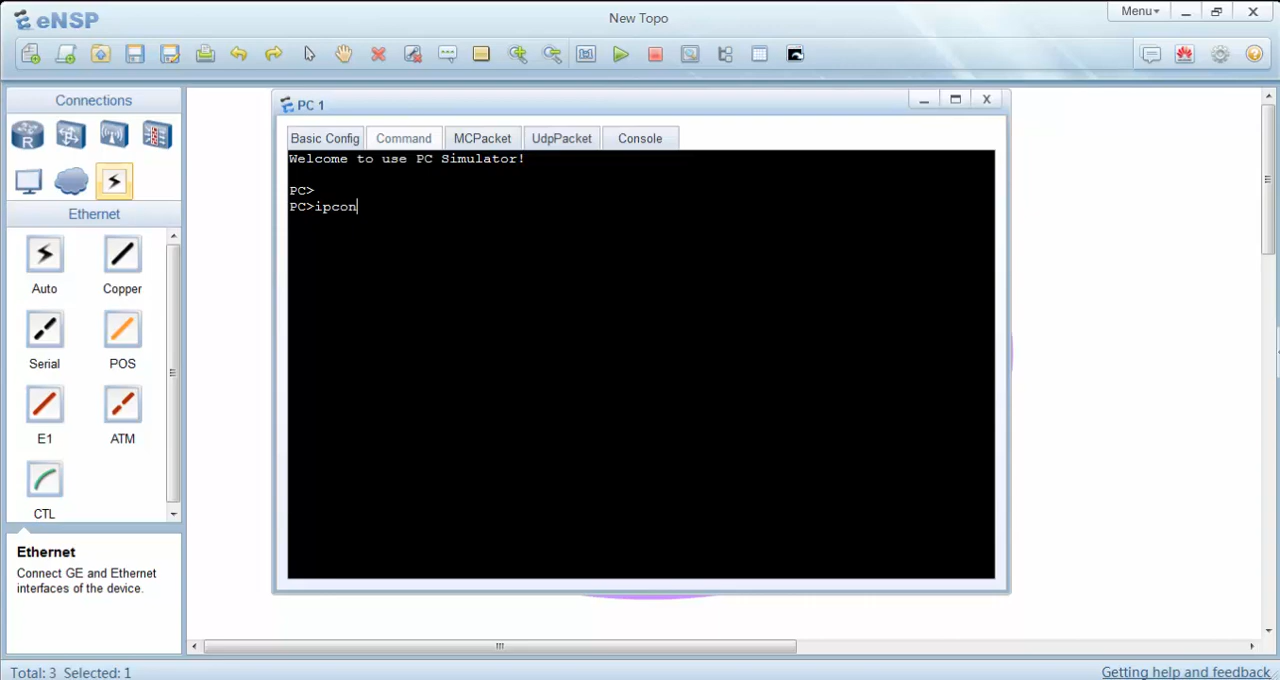 eNSP
New Topo
Menu
PC 1
Connections
Basic Config Command MCPacket UdpPacket Console
Welcome to use PC Simulator!
PC>
PC>ipcon
R
Ethernet
Auto Copper
Serial POS
E1 ATM
CTL
Ethernet
Connect GE and Ethernet
interfaces of the device.
Total: 3 Selected: 1
Getting help and feedback